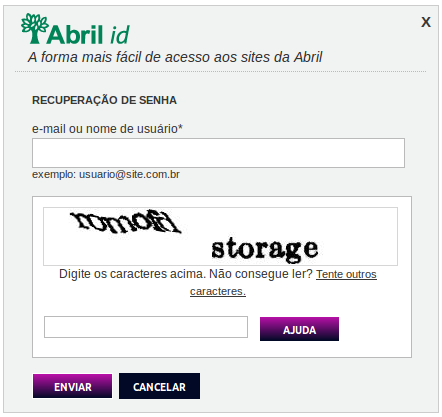 X
Abril id
A forma mais fácil de acesso aos sites da Abril
RECUPERAÇÃO DE SENHA
e-mail ou nome de usuário*
exemplo: usuario@site.com.br
storage
Digite os caracteres acima. Não consegue ler? Tente outros
caracteres.
AJUDA
ENVIAR CANCELAR